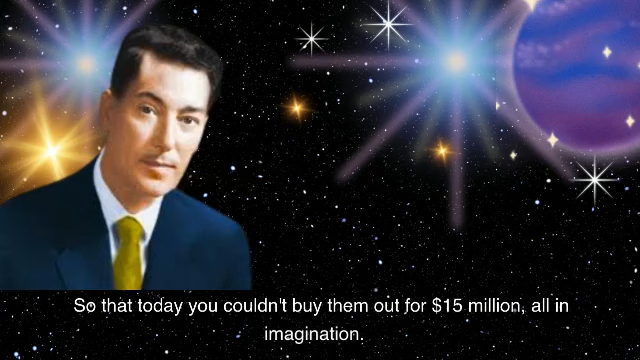 So that today you couldn't buy them out for $15 million, all in
imagination.